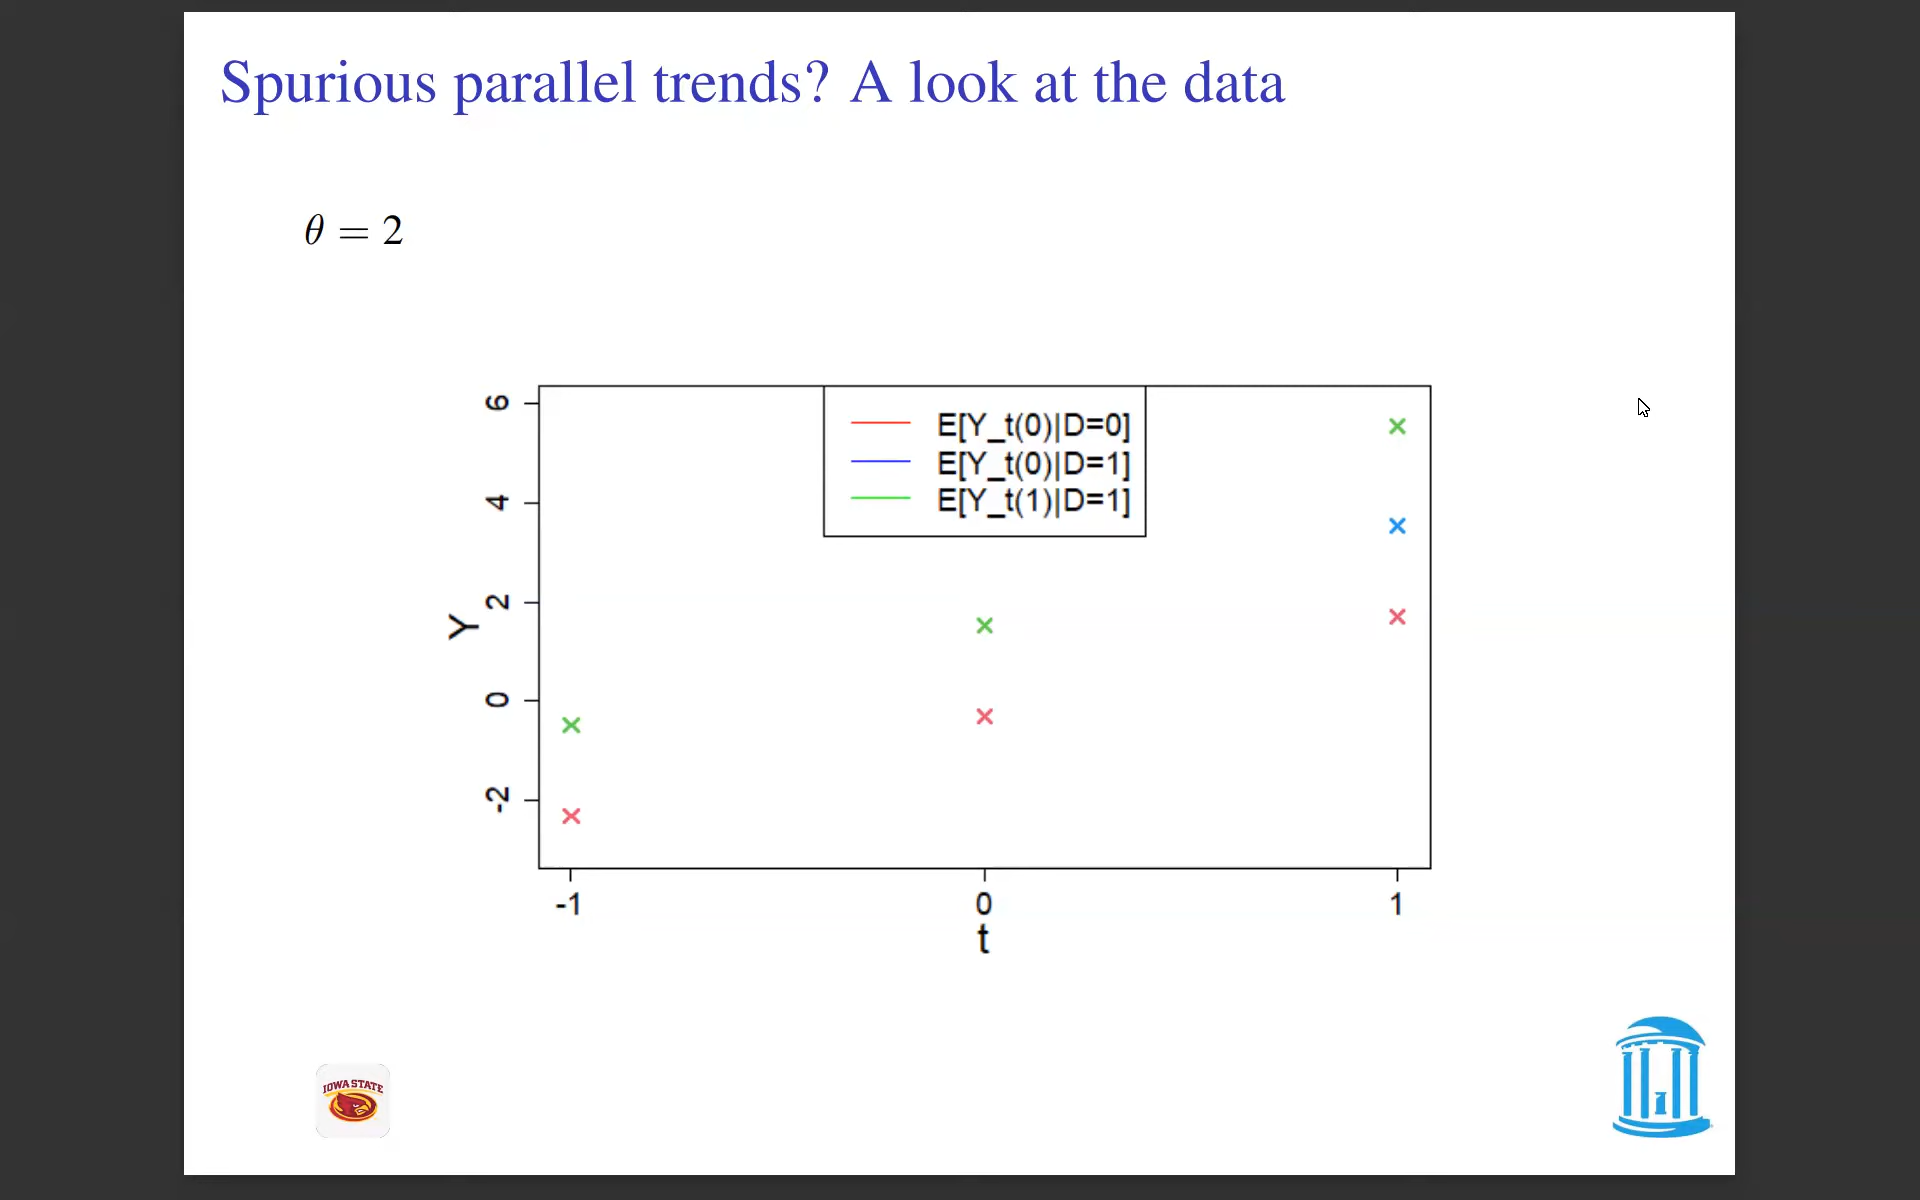 Spurious parallel trends? A look at the data
θ = 2
E[Y_t(0)|D=0]
E[Y_t(0)|D=1]
E[Y_t(1)|D=1]
6
4
2
0
-2
Y
-1 0 1
t
IOWA STATE